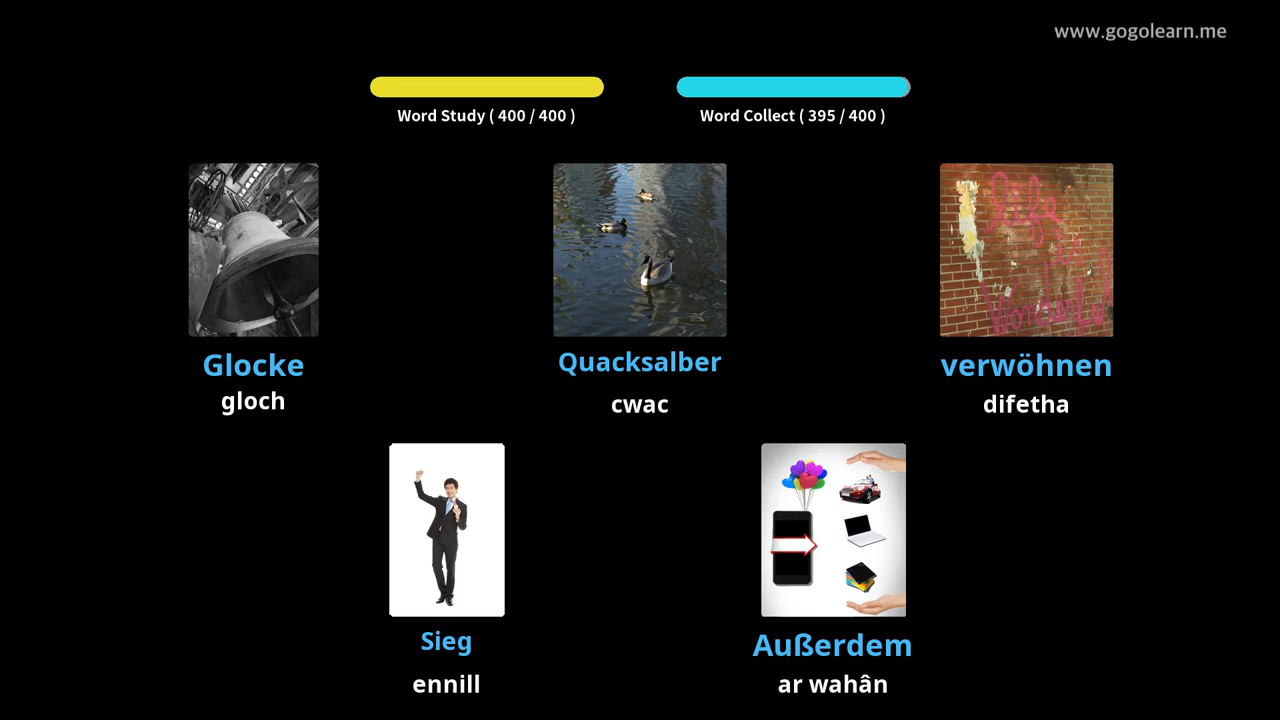 www.gogolearn.me
Word Study ( 400 / 400 )
Word Collect ( 395 / 400 )
Glocke
gloch
Quacksalber
cwac
verwöhnen
difetha
Sieg
ennill
Außerdem
ar wahân